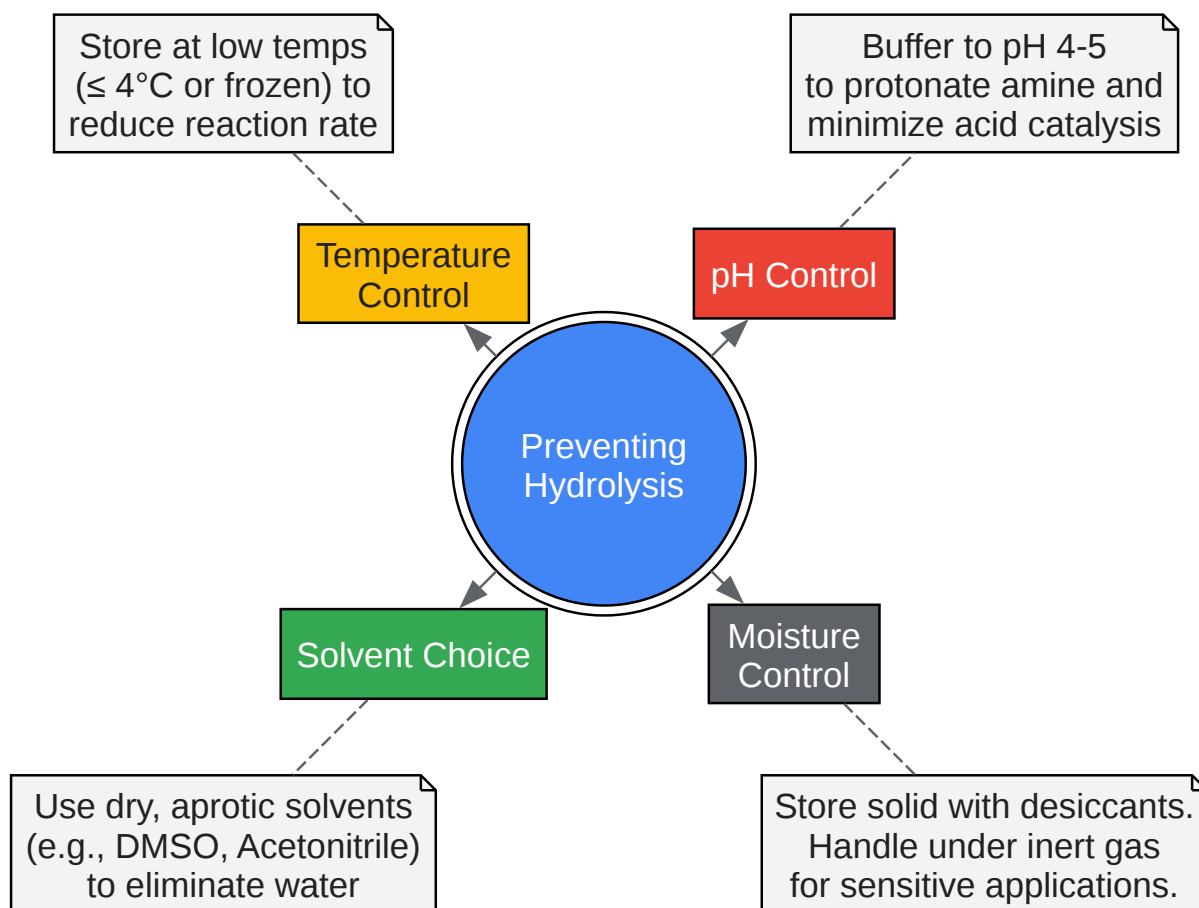 Store at low temps
(≤ 4°C or frozen) to
reduce reaction rate
Buffer to pH 4-5
to protonate amine and
minimize acid catalysis
Temperature
Control
pH Control
Preventing
Hydrolysis
Solvent Choice
Moisture
Control
Use dry, aprotic solvents
(e.g., DMSO, Acetonitrile)
to eliminate water
Store solid with desiccants.
Handle under inert gas
for sensitive applications.